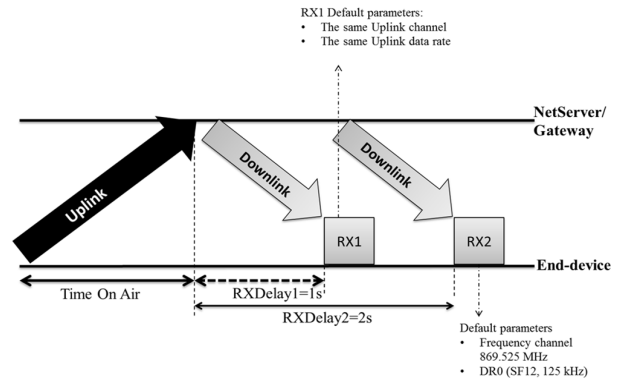 RX1 Default parameters:
• The same Uplink channel
• The same Uplink data rate
NetServer/
Gateway
Uplink
Downlink
Downlink
RX1
RX2
End-device
Time On Air
RXDelay1=1s
RXDelay2=2s
Default parameters
• Frequency channel
869.525 MHz
• DR0 (SF12, 125 kHz)